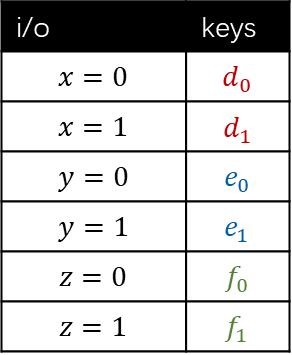 i/o keys
x = 0 d₀
x = 1 d₁
y = 0 e₀
y = 1 e₁
z = 0 f₀
z = 1 f₁